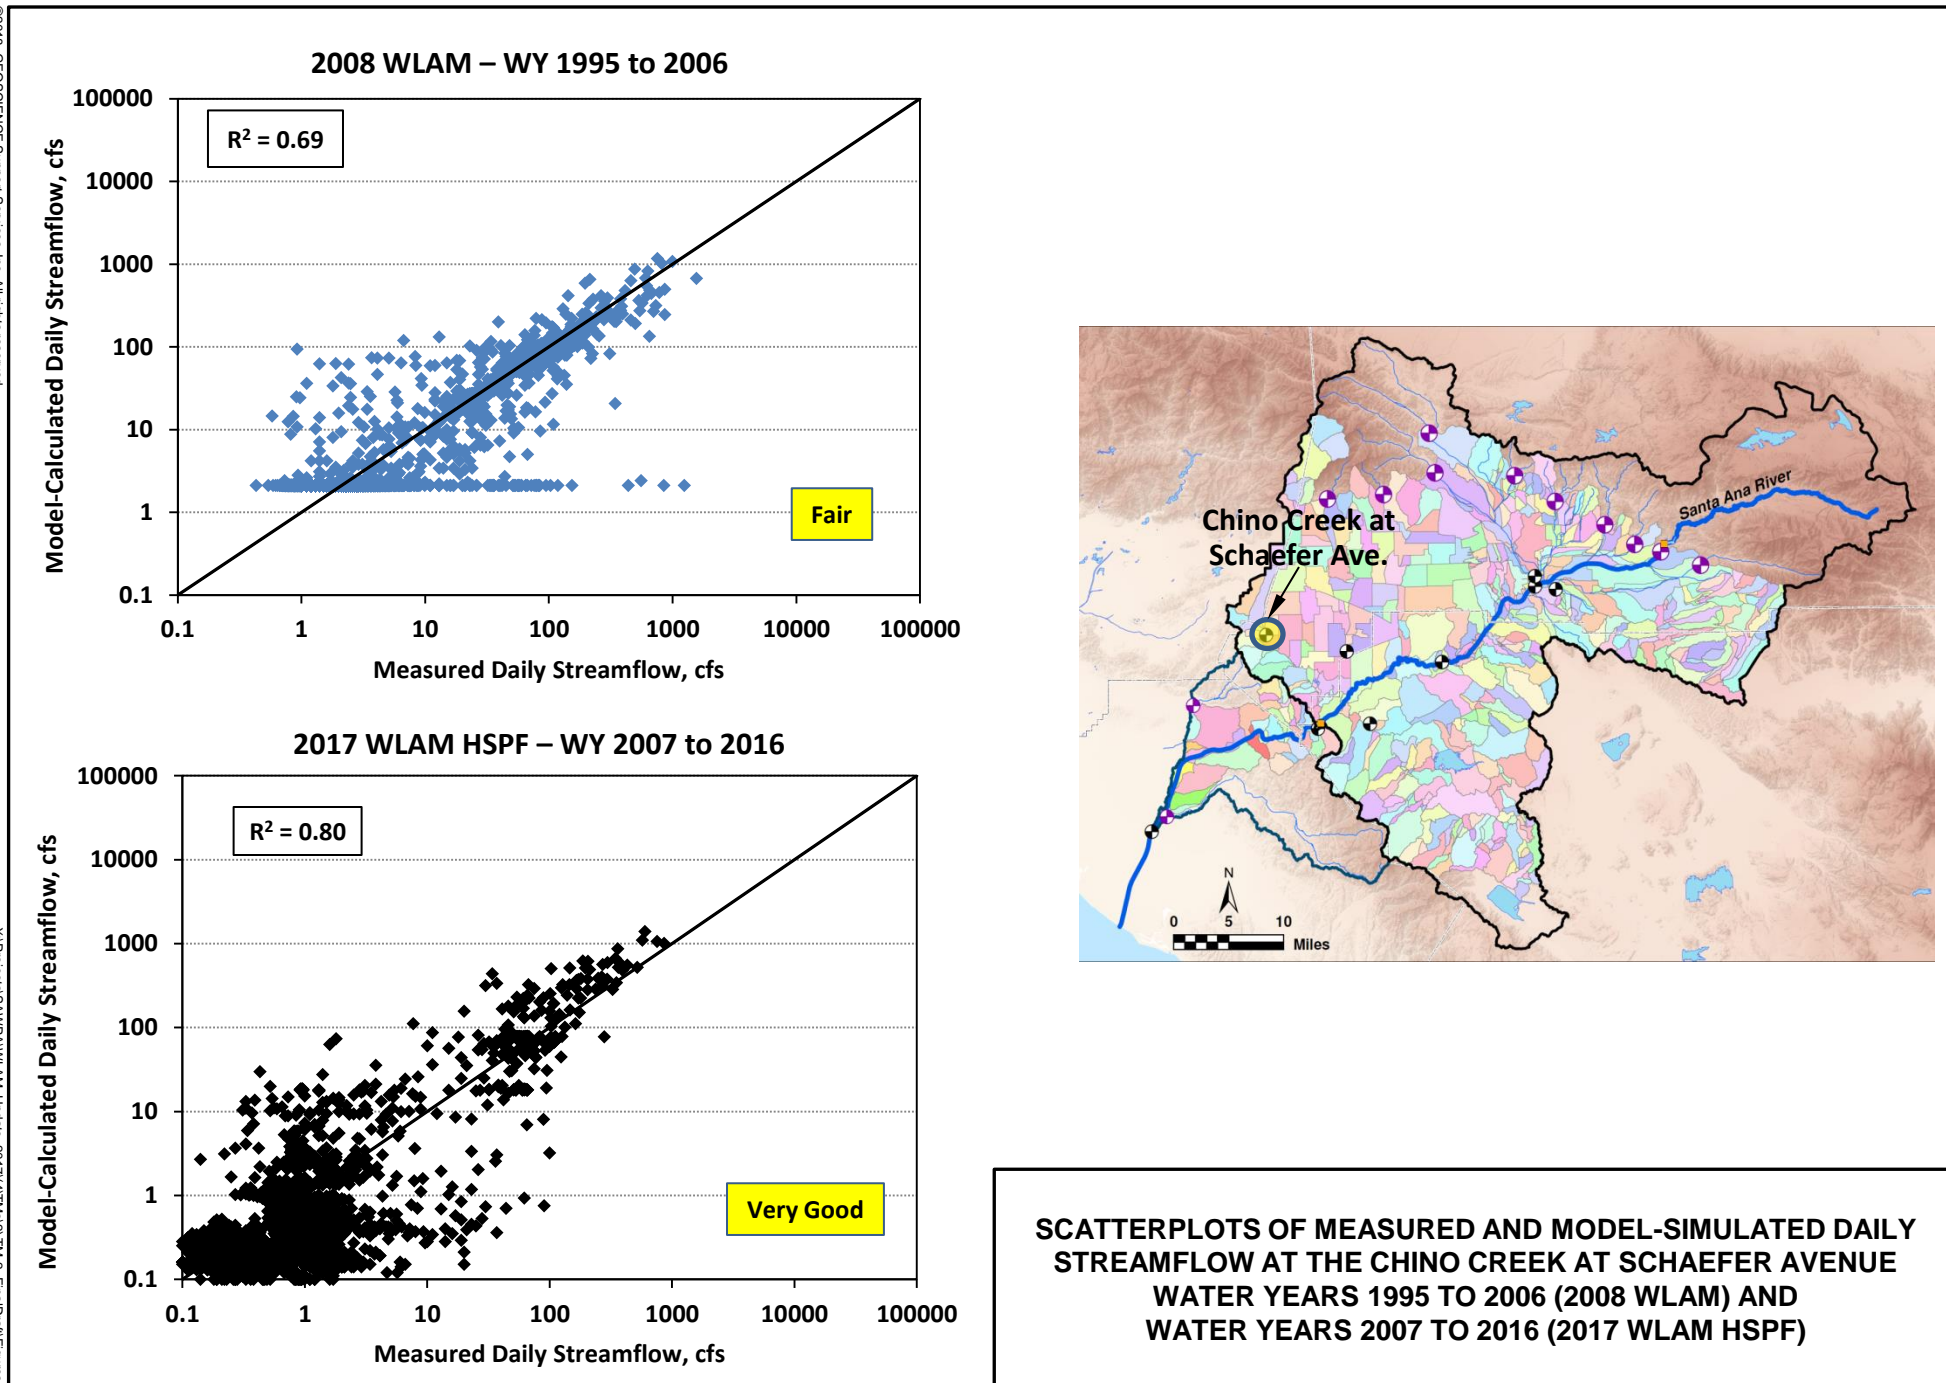 2008 WLAM – WY 1995 to 2006
R² = 0.69
Fair
100000
10000
1000
100
10
1
0.1
Model-Calculated Daily Streamflow, cfs
0.1 1 10 100 1000 10000 100000
Measured Daily Streamflow, cfs
2017 WLAM HSPF – WY 2007 to 2016
R² = 0.80
Very Good
100000
10000
1000
100
10
1
0.1
Model-Calculated Daily Streamflow, cfs
0.1 1 10 100 1000 10000 100000
Measured Daily Streamflow, cfs
Chino Creek at
Schaefer Ave.
Santa Ana River
N
0 5 10
Miles
SCATTERPLOTS OF MEASURED AND MODEL-SIMULATED DAILY
STREAMFLOW AT THE CHINO CREEK AT SCHAEFER AVENUE
WATER YEARS 1995 TO 2006 (2008 WLAM) AND
WATER YEARS 2007 TO 2016 (2017 WLAM HSPF)